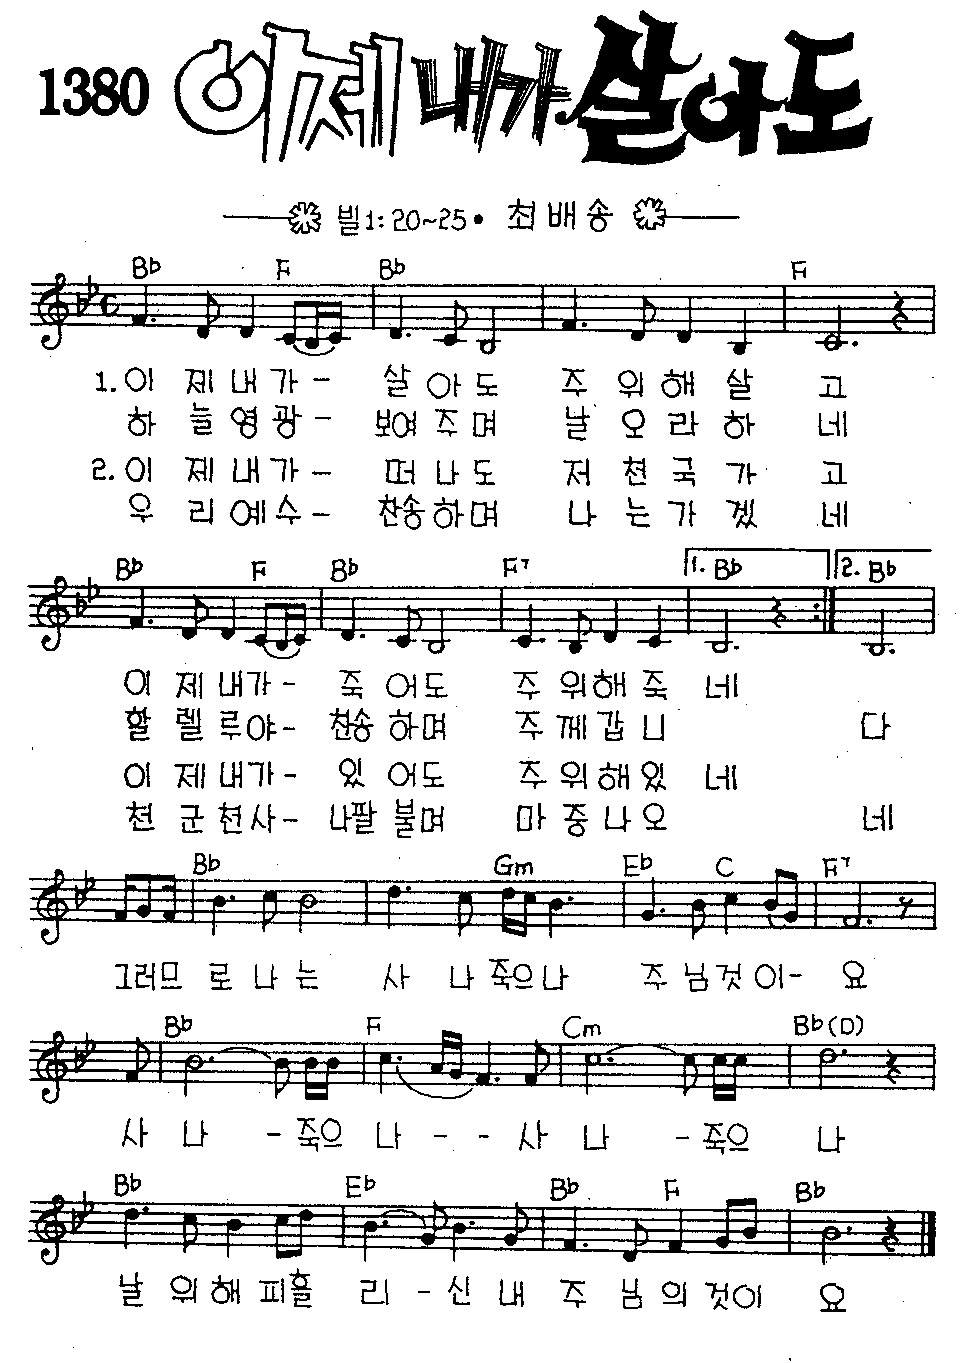 1380 이제 내가 살아도
빌1:20~25• 최배송
Bb F Bb F
1. 이 제 내 가 - 살 아 도 주 위 해 살 고
하 늘 영 광 - 보여 주 며 날 오 라 하 네
2. 이 제 내 가 - 떠 나 도 저 천 국 가 고
우 리 예 수 - 찬송 하 며 나 는 가 겠 네
Bb F Bb F7 1. Bb 2. Bb
이 제 내가 - 죽 어도 주 위해 죽 네
할 렐 루야 - 찬송 하며 주 께 갑 니 다
이 제 내가 - 있 어도 주 위해 있 네
천 군 천사 - 나팔 불며 마 중 나 오 네
Bb Gm Eb C F7
그러므 로 나 는 사 나 죽으나 주 님 것 이 - 요
Bb F Cm Bb(D)
사 나 - 죽으 나 - - 사 나 - 죽으 나
Bb Eb Bb F Bb
날 위 해 피흘 리 - 신 내 주 님 의 것이 요